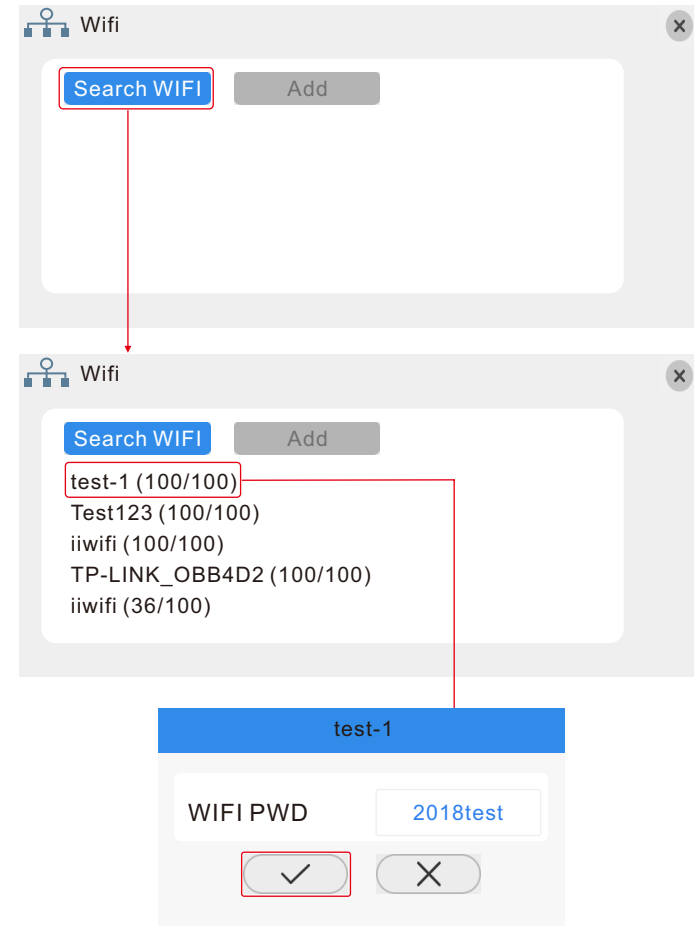 Wifi
Search WIFI
Add
Wifi
Search WIFI
Add
test-1 (100/100)
Test123 (100/100)
iiwifi (100/100)
TP-LINK_OBB4D2 (100/100)
iiwifi (36/100)
test-1
WIFI PWD
2018test